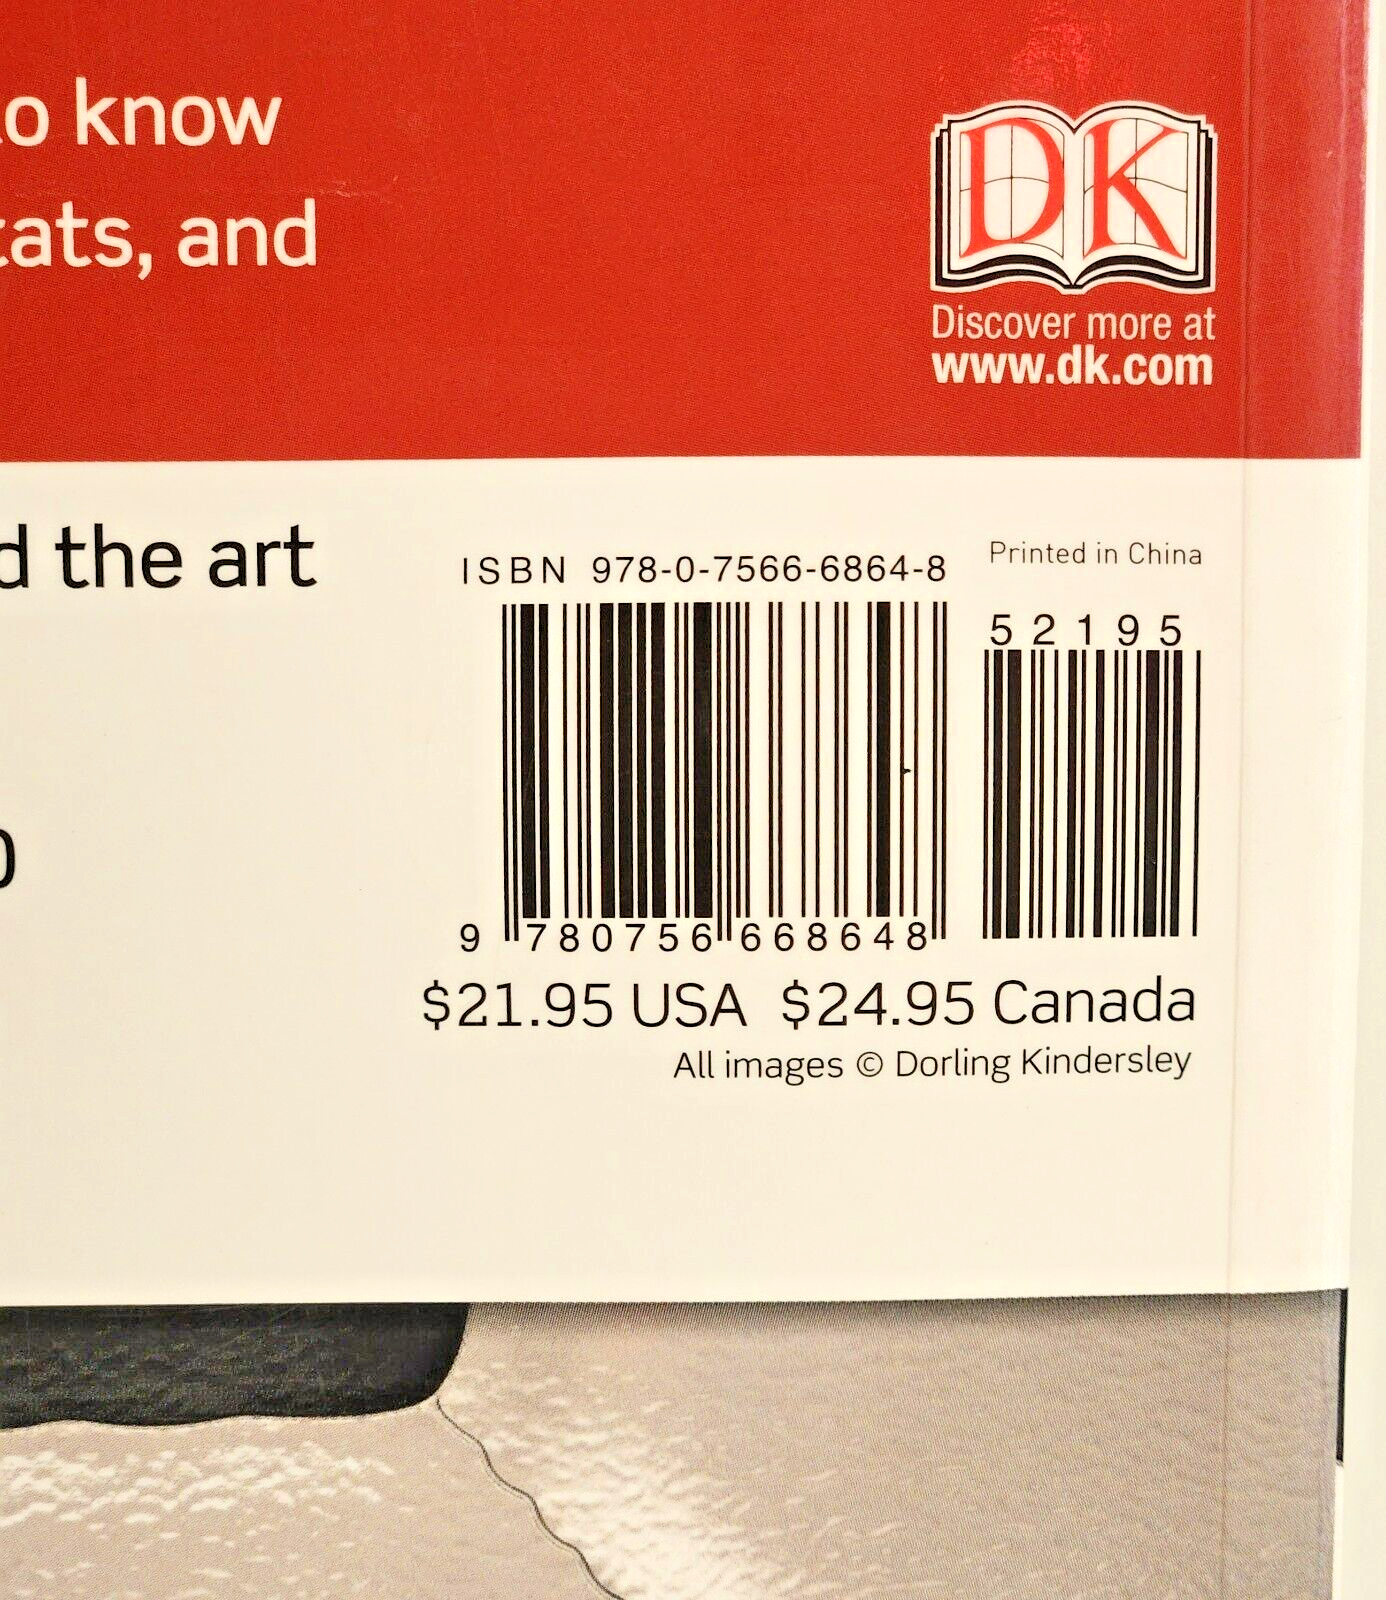 to know
tats, and
DK
Discover more at
www.dk.com
d the art
ISBN 978-0-7566-6864-8
Printed in China
52195
9 780756 668648
$21.95 USA $24.95 Canada
All images © Dorling Kindersley